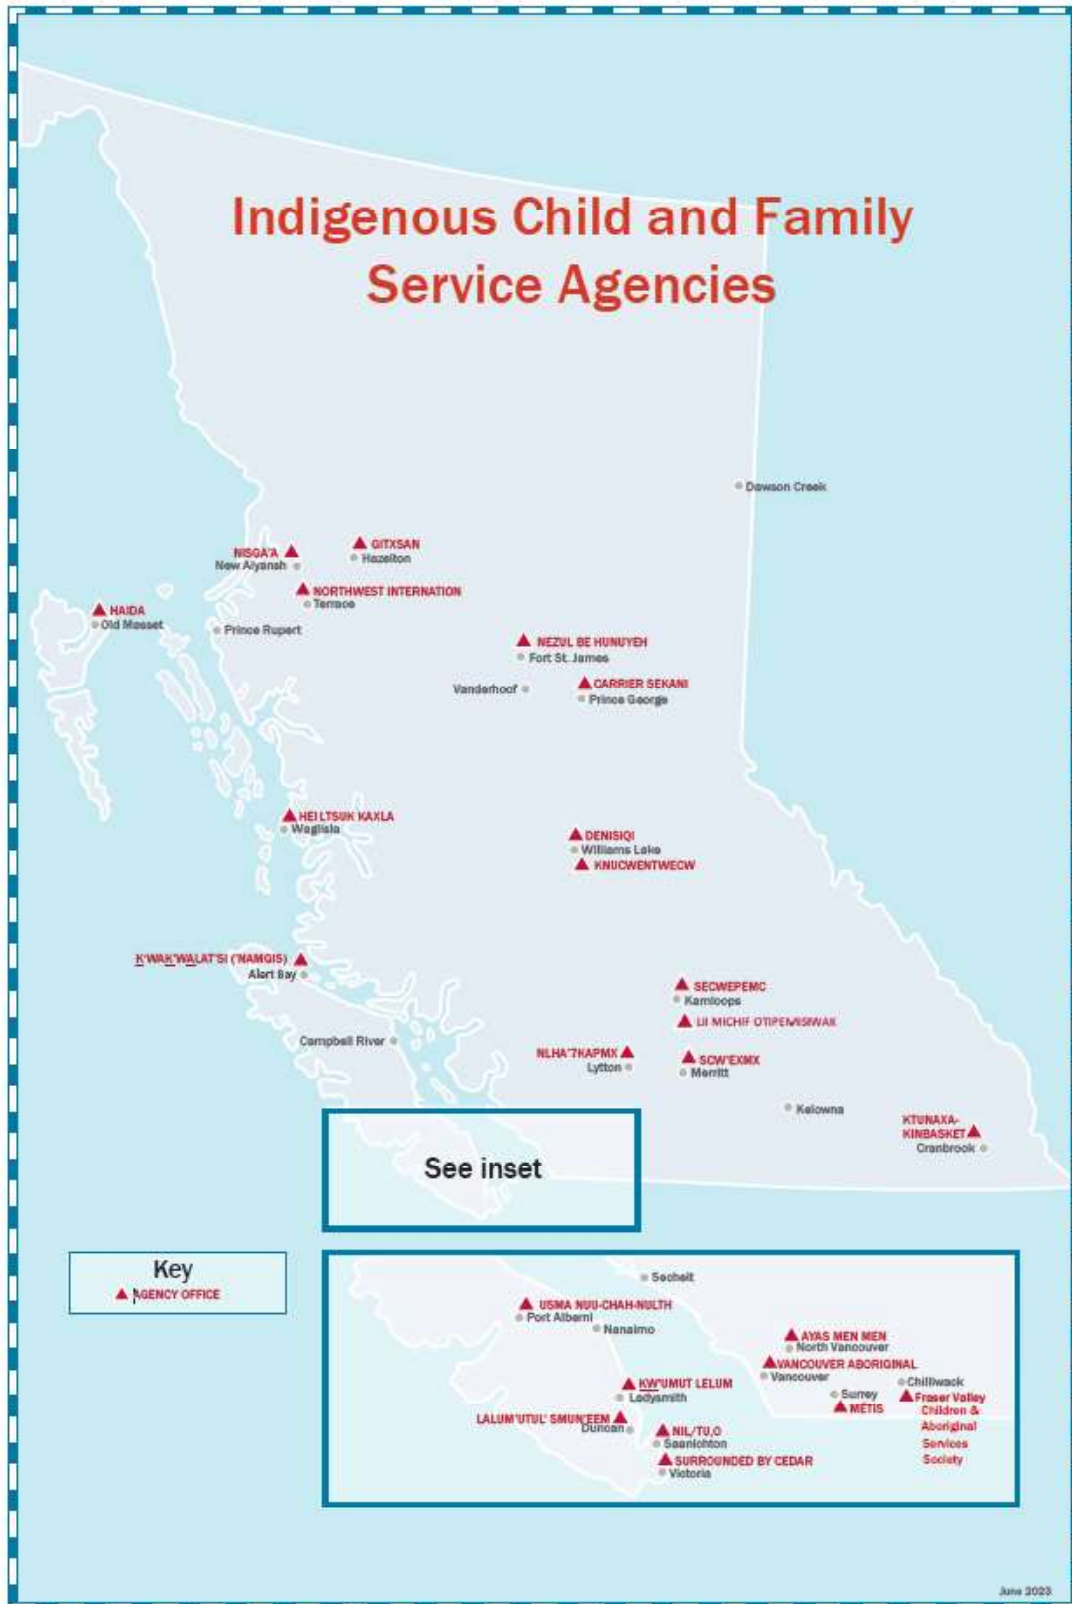 Indigenous Child and Family
Service Agencies
Dawson Creek
GITXSAN
Hazelton
NISGA'A
New Aiyansh
NORTHWEST INTERNATION
Terrace
HAIDA
Old Masset
Prince Rupert
NEZUL BE HUNUYEH
Fort St. James
Vanderhoof
CARRIER SEKANI
Prince George
HEILTSUK KAXLA
Waglisla
DENISIQI
Williams Lake
KNUCWENTWECW
K'WAK'WALAT'SI ('NAMGIS)
Alert Bay
SECWEPEMC
Kamloops
LII MICHIF OTIPEMISIWAK
Campbell River
NLHA'7KAPMX
Lytton
SCW'EXMX
Merritt
Kelowna
KTUNAXA-
KINBASKET
Cranbrook
See inset
Key
AGENCY OFFICE
Sechelt
USMA NUU-CHAH-NULTH
Port Alberni
Nanaimo
AYAS MEN MEN
North Vancouver
VANCOUVER ABORIGINAL
Vancouver
Chilliwack
KW'UMUT LELUM
Ladysmith
Surrey
MÉTIS
Fraser Valley
Children &
Aboriginal
Services
Society
LALUM'UTUL' SMUN'EEM
Duncan
NIL/TU,O
Saanichton
SURROUNDED BY CEDAR
Victoria
June 2023